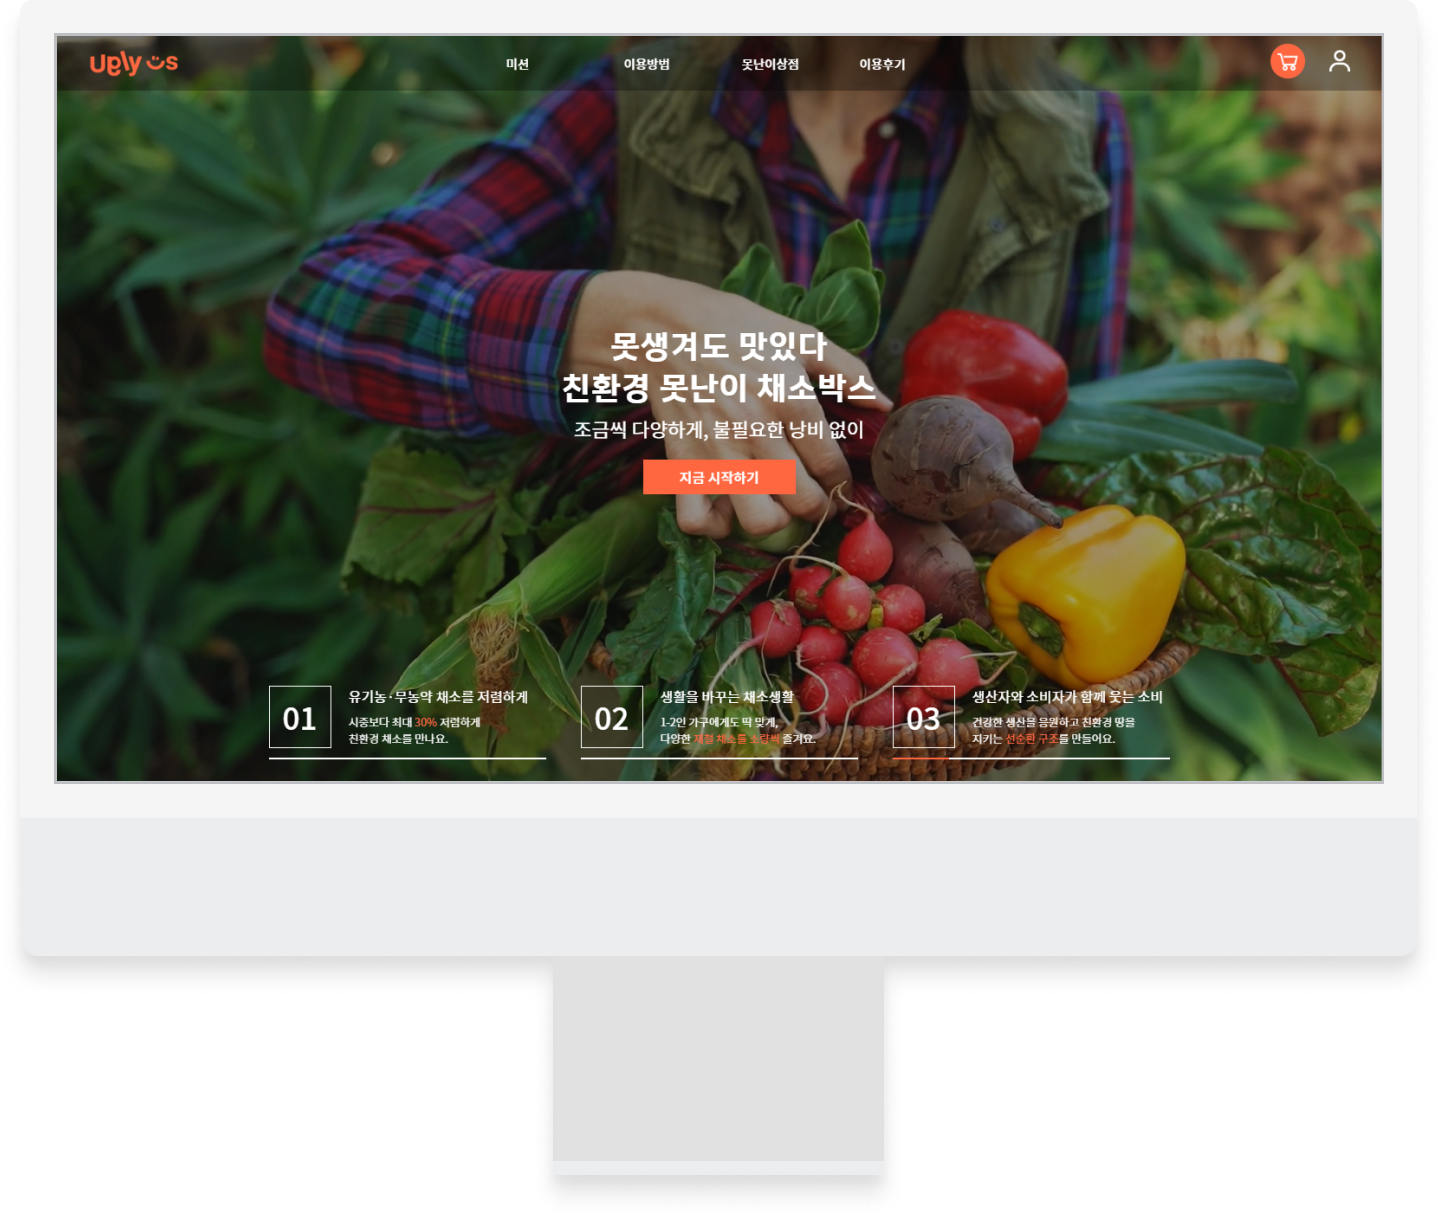 ugly us
미션 이용방법 못난이상점 이용후기
못생겨도 맛있다
친환경 못난이 채소박스
조금씩 다양하게, 불필요한 낭비 없이
지금 시작하기
01
유기농·무농약 채소를 저렴하게
시중보다 최대 30% 저렴하게
친환경 채소를 만나요.
02
생활을 바꾸는 채소생활
1-2인 가구에게도 딱 맞게,
다양한 제철 채소를 소량씩 즐겨요.
03
생산자와 소비자가 함께 웃는 소비
건강한 생산을 응원하고 친환경 땅을
지키는 선순환 구조를 만들어요.